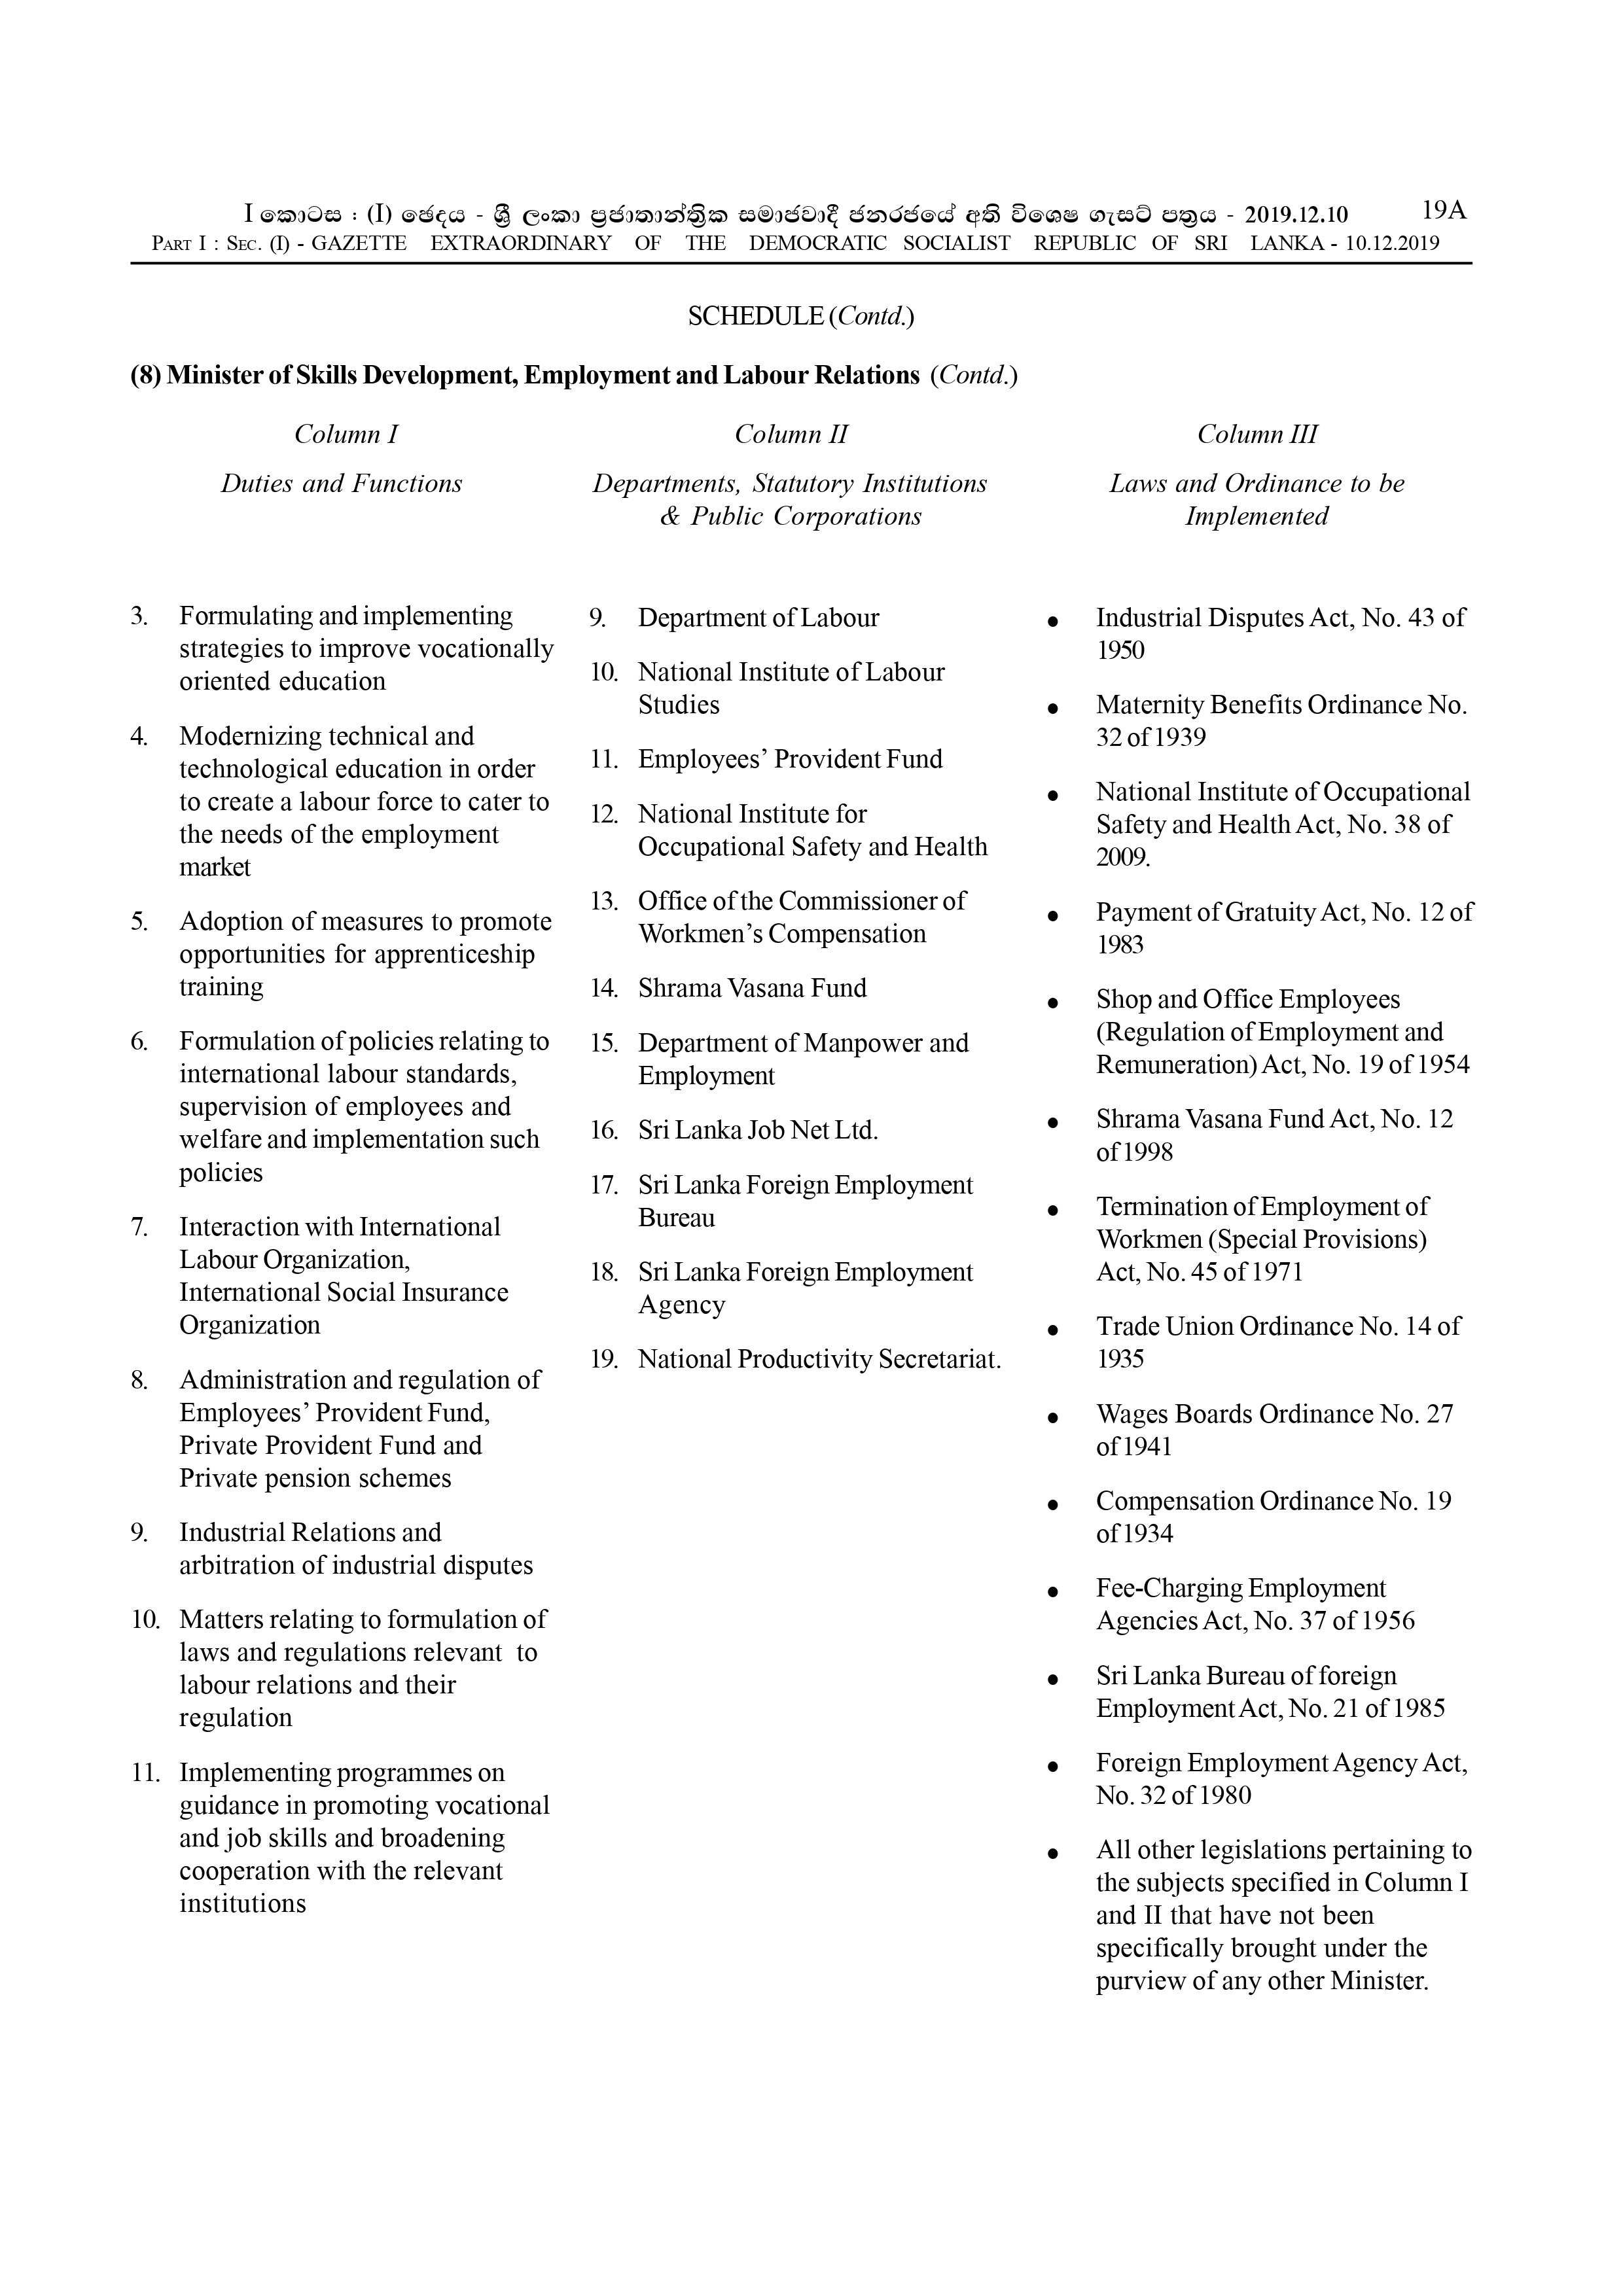 I කොටස : (I) ඡේදය - ශ්‍රී ලංකා ප්‍රජාතාන්ත්‍රික සමාජවාදී ජනරජයේ අති විශෙෂ ගැසට් පත්‍රය - 2019.12.10
19A
PART I : SEC. (I) - GAZETTE EXTRAORDINARY OF THE DEMOCRATIC SOCIALIST REPUBLIC OF SRI LANKA - 10.12.2019
SCHEDULE (Contd.)
(8) Minister of Skills Development, Employment and Labour Relations (Contd.)
Column I
Duties and Functions
3. Formulating and implementing
strategies to improve vocationally
oriented education
4. Modernizing technical and
technological education in order
to create a labour force to cater to
the needs of the employment
market
5. Adoption of measures to promote
opportunities for apprenticeship
training
6. Formulation of policies relating to
international labour standards,
supervision of employees and
welfare and implementation such
policies
7. Interaction with International
Labour Organization,
International Social Insurance
Organization
8. Administration and regulation of
Employees’ Provident Fund,
Private Provident Fund and
Private pension schemes
9. Industrial Relations and
arbitration of industrial disputes
10. Matters relating to formulation of
laws and regulations relevant to
labour relations and their
regulation
11. Implementing programmes on
guidance in promoting vocational
and job skills and broadening
cooperation with the relevant
institutions
Column II
Departments, Statutory Institutions
& Public Corporations
9. Department of Labour
10. National Institute of Labour
Studies
11. Employees’ Provident Fund
12. National Institute for
Occupational Safety and Health
13. Office of the Commissioner of
Workmen’s Compensation
14. Shrama Vasana Fund
15. Department of Manpower and
Employment
16. Sri Lanka Job Net Ltd.
17. Sri Lanka Foreign Employment
Bureau
18. Sri Lanka Foreign Employment
Agency
19. National Productivity Secretariat.
Column III
Laws and Ordinance to be
Implemented
● Industrial Disputes Act, No. 43 of
1950
● Maternity Benefits Ordinance No.
32 of 1939
● National Institute of Occupational
Safety and Health Act, No. 38 of
2009.
● Payment of Gratuity Act, No. 12 of
1983
● Shop and Office Employees
(Regulation of Employment and
Remuneration) Act, No. 19 of 1954
● Shrama Vasana Fund Act, No. 12
of 1998
● Termination of Employment of
Workmen (Special Provisions)
Act, No. 45 of 1971
● Trade Union Ordinance No. 14 of
1935
● Wages Boards Ordinance No. 27
of 1941
● Compensation Ordinance No. 19
of 1934
● Fee-Charging Employment
Agencies Act, No. 37 of 1956
● Sri Lanka Bureau of foreign
Employment Act, No. 21 of 1985
● Foreign Employment Agency Act,
No. 32 of 1980
● All other legislations pertaining to
the subjects specified in Column I
and II that have not been
specifically brought under the
purview of any other Minister.